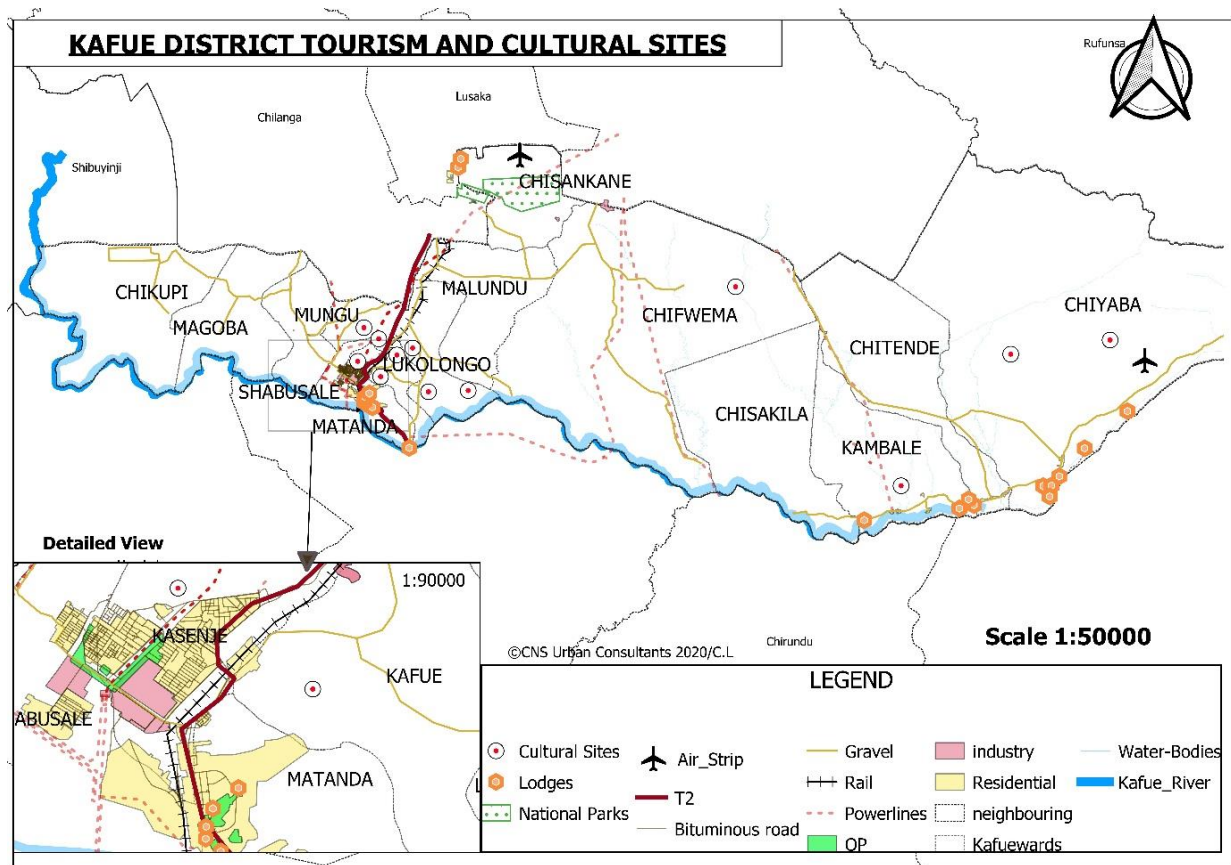 KAFUE DISTRICT TOURISM AND CULTURAL SITES
Rufunsa
Lusaka
Chilanga
Shibuyinji
CHISANKANE
CHIKUPI
MAGOBA
MUNGU
MALUNDU
CHIFWEMA
CHIYABA
CHITENDE
LUKOLONGO
SHABUSALE
MATANDA
CHISAKILA
KAMBALE
Detailed View
1:90000
KASENJE
KAFUE
ABUSALE
MATANDA
Chirundu
©CNS Urban Consultants 2020/C.L
Scale 1:50000
LEGEND
Cultural Sites
Lodges
National Parks
Air_Strip
T2
Bituminous road
Gravel
Rail
Powerlines
OP
industry
Residential
neighbouring
Kafuewards
Water-Bodies
Kafue_River